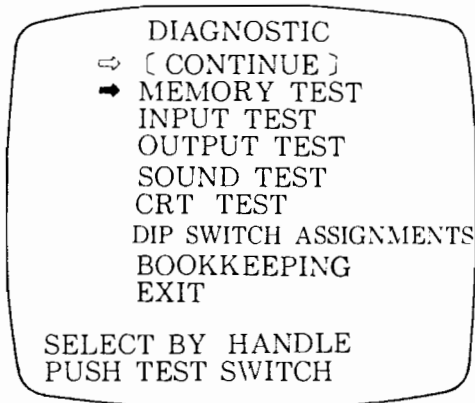 DIAGNOSTIC
⇨ [ CONTINUE ]
➡ MEMORY TEST
INPUT TEST
OUTPUT TEST
SOUND TEST
CRT TEST
DIP SWITCH ASSIGNMENTS
BOOKKEEPING
EXIT
SELECT BY HANDLE
PUSH TEST SWITCH